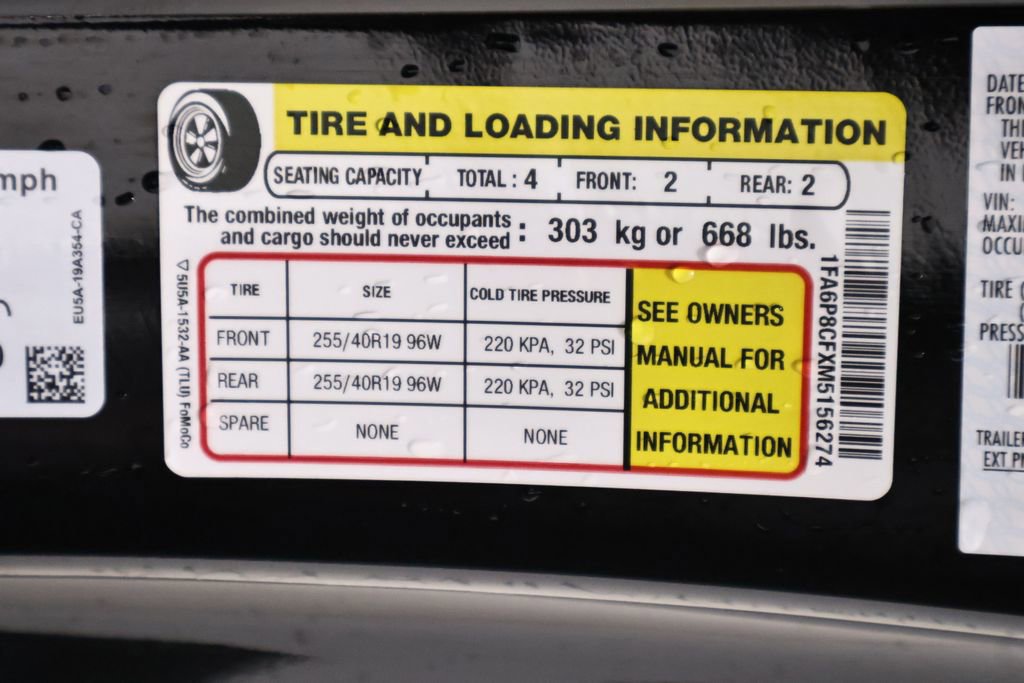 mph
EU5A-19A354-CA
TIRE AND LOADING INFORMATION
SEATING CAPACITY TOTAL: 4 FRONT: 2 REAR: 2
The combined weight of occupants
and cargo should never exceed : 303 kg or 668 lbs.
TIRE SIZE COLD TIRE PRESSURE
FRONT 255/40R19 96W 220 KPA, 32 PSI
REAR 255/40R19 96W 220 KPA, 32 PSI
SPARE NONE NONE
SEE OWNERS
MANUAL FOR
ADDITIONAL
INFORMATION
5U5A-1532-AA (TLU) FoMoCo
1FA6P8CFXM5156274
DATE
FROM
IN
VIN:
TIRE
PRESS
TRAILER